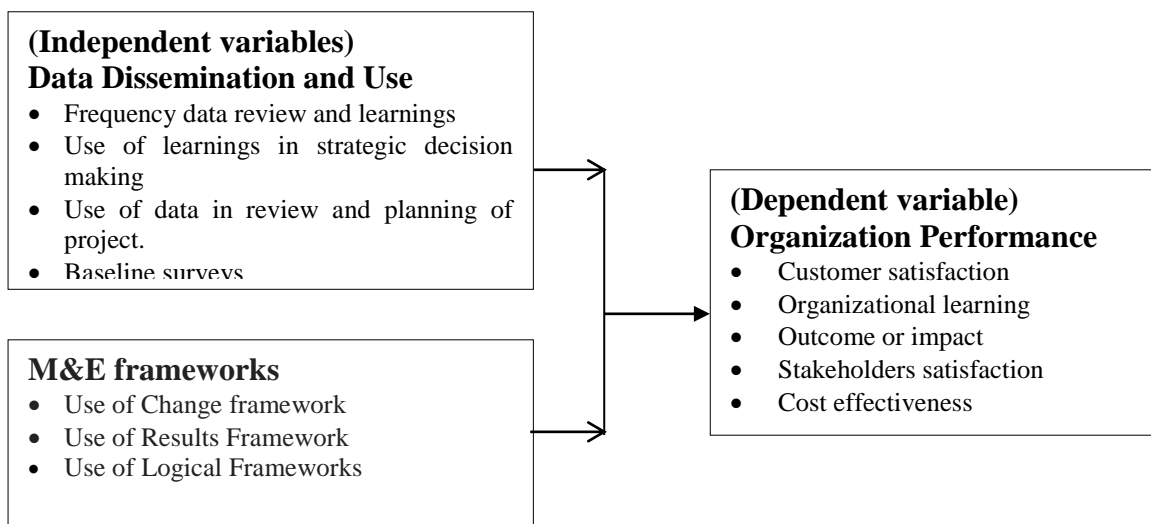 (Independent variables)
Data Dissemination and Use
• Frequency data review and learnings
• Use of learnings in strategic decision
making
• Use of data in review and planning of
project.
• Baseline surveys
M&E frameworks
• Use of Change framework
• Use of Results Framework
• Use of Logical Frameworks
(Dependent variable)
Organization Performance
• Customer satisfaction
• Organizational learning
• Outcome or impact
• Stakeholders satisfaction
• Cost effectiveness